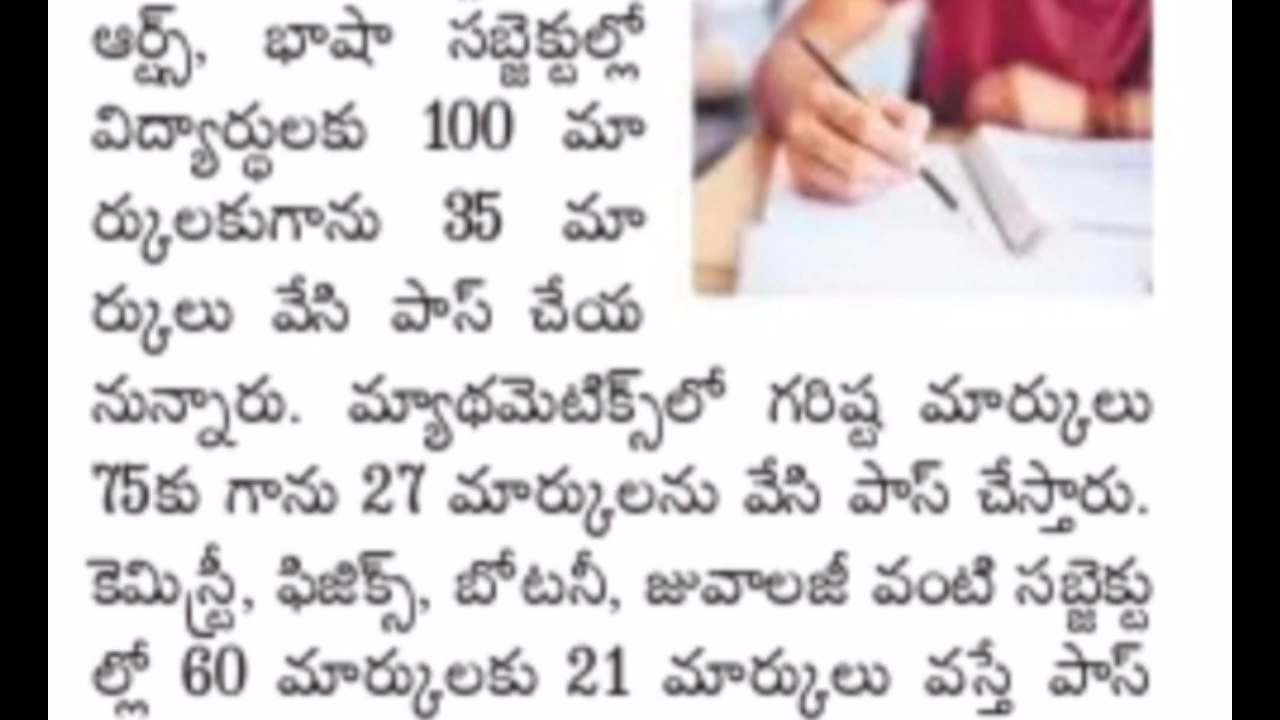 ఆర్ట్స్, భాషా సబ్జెక్టుల్లో
విద్యార్థులకు 100 మా
ర్కులకుగాను 35 మా
ర్కులు వేసి పాస్ చేయ
నున్నారు. మ్యాథమెటిక్స్‌లో గరిష్ట మార్కులు
75కు గాను 27 మార్కులను వేసి పాస్ చేస్తారు.
కెమిస్ట్రీ, ఫిజిక్స్, బోటనీ, జువాలజీ వంటి సబ్జెక్టు
ల్లో 60 మార్కులకు 21 మార్కులు వస్తే పాస్